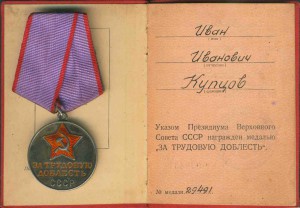 Иван
Иванович
Купцов
Указом Президиума Верховного
Совета СССР награжден медалью
"ЗА ТРУДОВУЮ ДОБЛЕСТЬ".
№ медали 29491
ЗА ТРУДОВУЮ
ДОБЛЕСТЬ
СССР